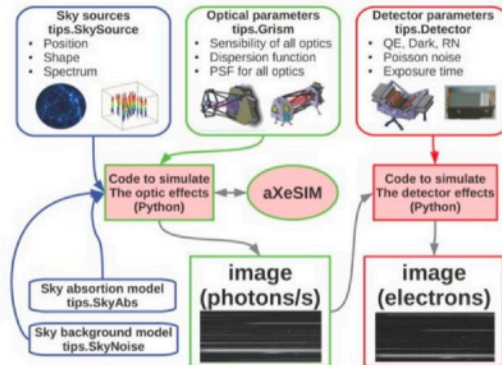 Sky sources
tips.SkySource
• Position
• Shape
• Spectrum
Optical parameters
tips.Grism
• Sensibility of all optics
• Dispersion function
• PSF for all optics
Detector parameters
tips.Detector
• QE, Dark, RN
• Poisson noise
• Exposure time
Code to simulate
The optic effects
(Python)
aXeSIM
Code to simulate
The detector effects
(Python)
Sky absortion model
tips.SkyAbs
Sky background model
tips.SkyNoise
image
(photons/s)
image
(electrons)